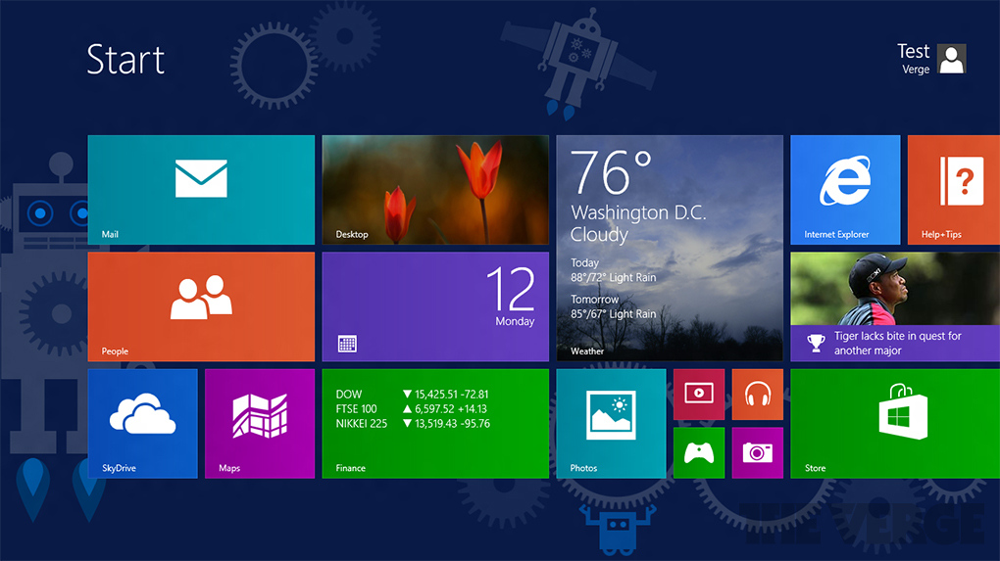 Start
Test
Verge
Mail
Desktop
76°
Washington D.C.
Cloudy
Today
88°/72° Light Rain
Tomorrow
85°/67° Light Rain
Weather
Internet Explorer
?
Help+Tips
People
12
Monday
Tiger lacks bite in quest for
another major
SkyDrive
Maps
DOW ▼ 15,425.51 -72.81
FTSE 100 ▲ 6,597.52 +14.13
NIKKEI 225 ▼ 13,519.43 -95.76
Finance
Photos
Store
THE VERGE